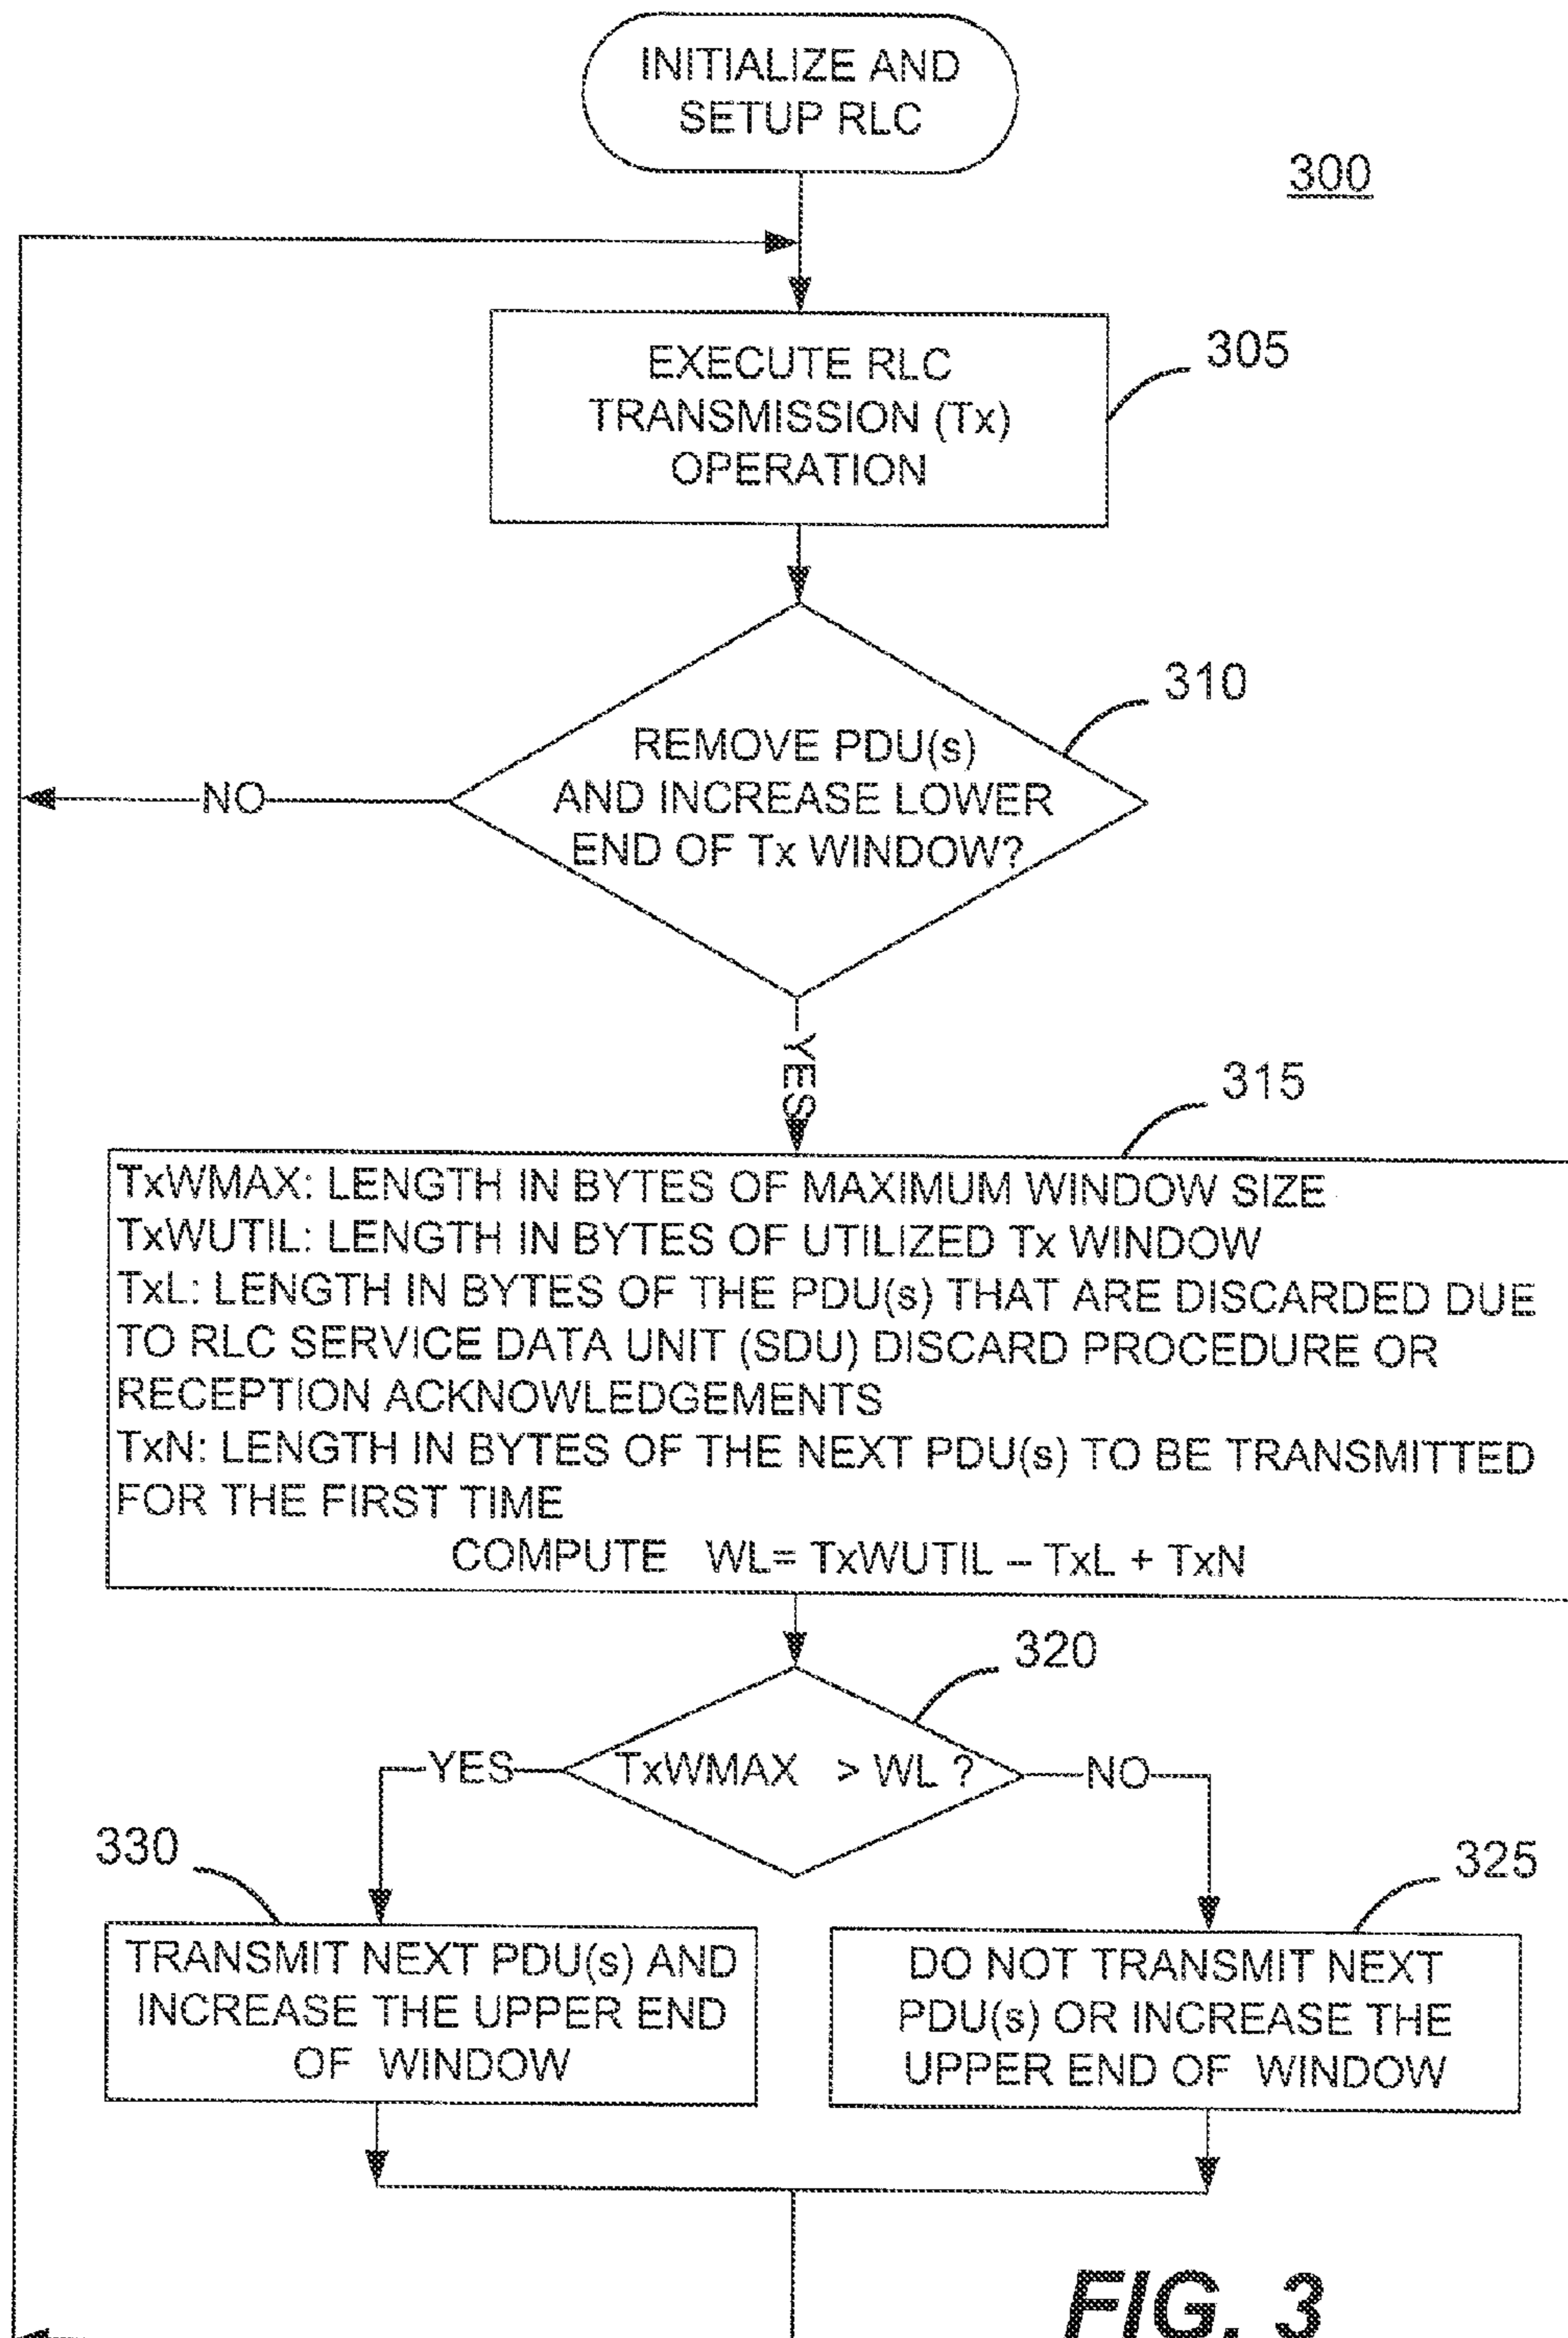 INITIALIZE AND
SETUP RLC
300
EXECUTE RLC
TRANSMISSION (Tx)
OPERATION
305
310
REMOVE PDU(s)
AND INCREASE LOWER
END OF Tx WINDOW?
NO
YES
315
TxWMAX: LENGTH IN BYTES OF MAXIMUM WINDOW SIZE
TxWUTIL: LENGTH IN BYTES OF UTILIZED Tx WINDOW
TxL: LENGTH IN BYTES OF THE PDU(s) THAT ARE DISCARDED DUE
TO RLC SERVICE DATA UNIT (SDU) DISCARD PROCEDURE OR
RECEPTION ACKNOWLEDGEMENTS
TxN: LENGTH IN BYTES OF THE NEXT PDU(s) TO BE TRANSMITTED
FOR THE FIRST TIME
COMPUTE WL= TxWUTIL – TxL + TxN
320
YES
TxWMAX > WL ?
NO
330
325
TRANSMIT NEXT PDU(s) AND
INCREASE THE UPPER END
OF WINDOW
DO NOT TRANSMIT NEXT
PDU(s) OR INCREASE THE
UPPER END OF WINDOW
FIG. 3